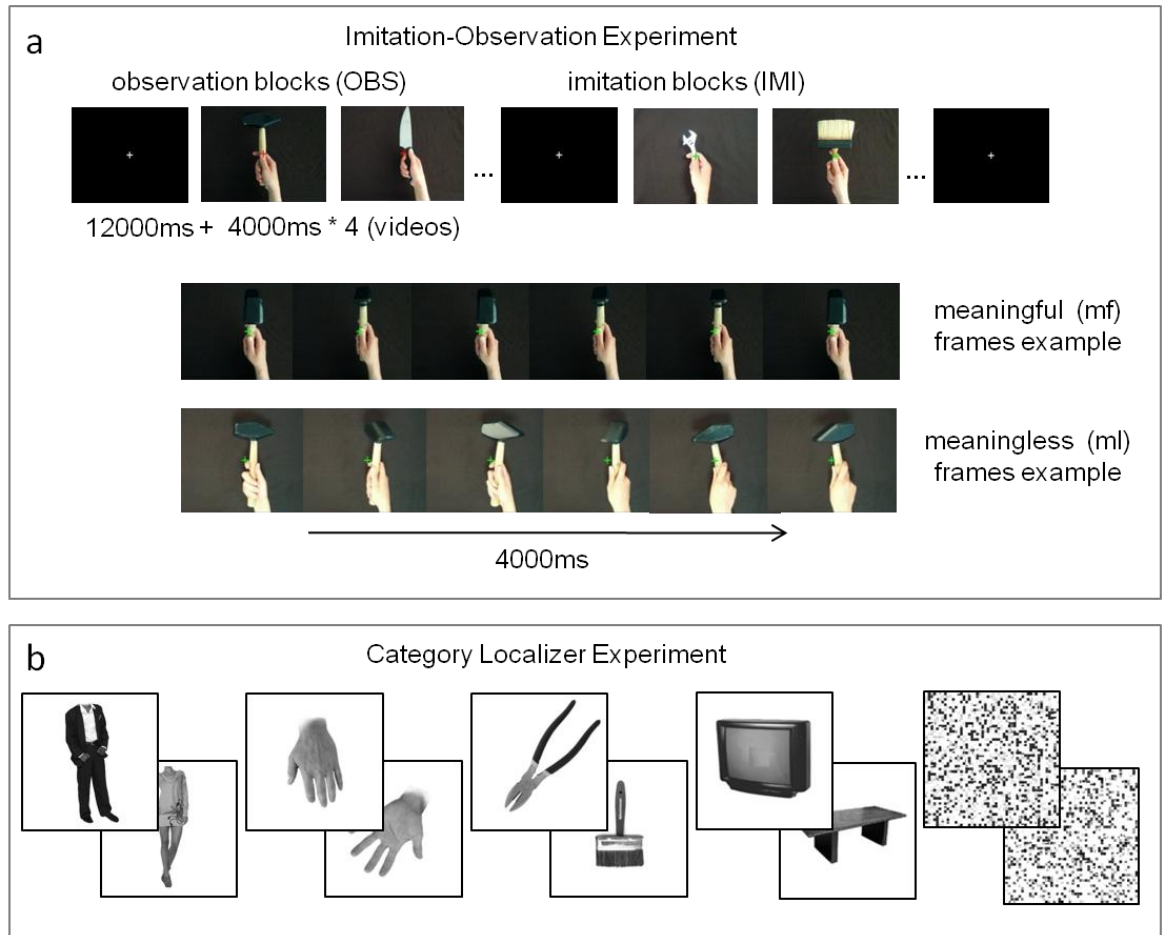 a
Imitation-Observation Experiment
observation blocks (OBS)
imitation blocks (IMI)
...
...
12000ms + 4000ms * 4 (videos)
meaningful (mf)
frames example
meaningless (ml)
frames example
4000ms
b
Category Localizer Experiment